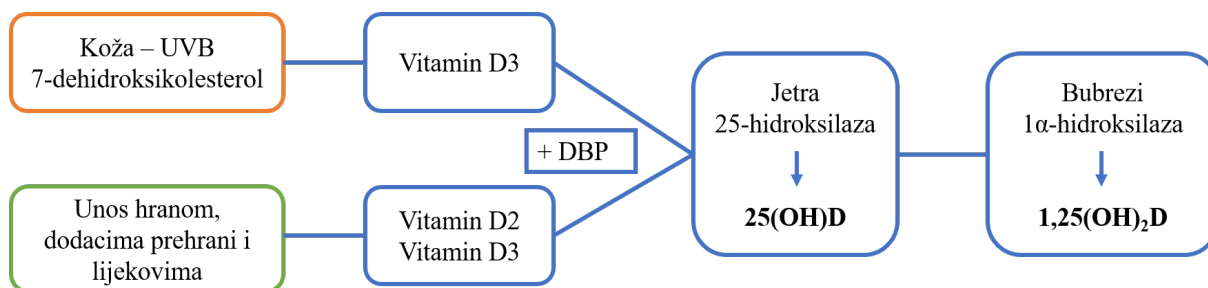 Koža – UVB
7-dehidroksikolesterol
Vitamin D3
Unos hranom,
dodacima prehrani i
lijekovima
Vitamin D2
Vitamin D3
+ DBP
Jetra
25-hidroksilaza
25(OH)D
Bubrezi
1α-hidroksilaza
1,25(OH)₂D